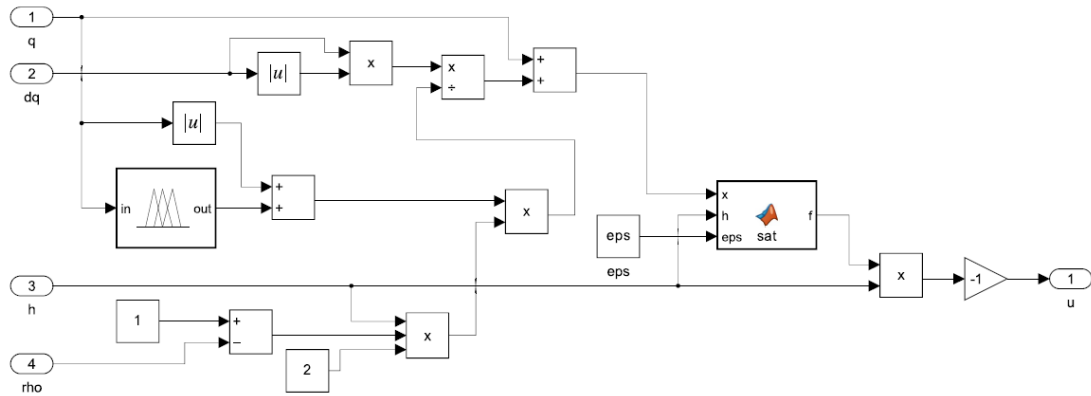 1
q
2
dq
|u|
x
x
÷
+
+
|u|
in
out
+
+
x
x
h
eps
f
sat
eps
eps
x
-1
1
u
3
h
1
+
−
x
2
4
rho